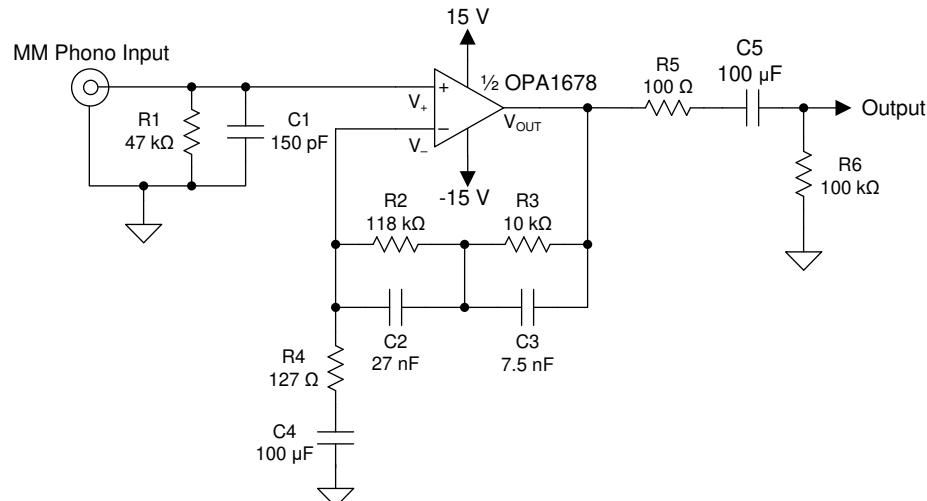 15 V
C5
100 µF
MM Phono Input
½ OPA1678
R5
100 Ω
+
V+
Output
R1
47 kΩ
C1
150 pF
–
V–
VOUT
R6
100 kΩ
-15 V
R2
118 kΩ
R3
10 kΩ
C2
27 nF
C3
7.5 nF
R4
127 Ω
C4
100 µF